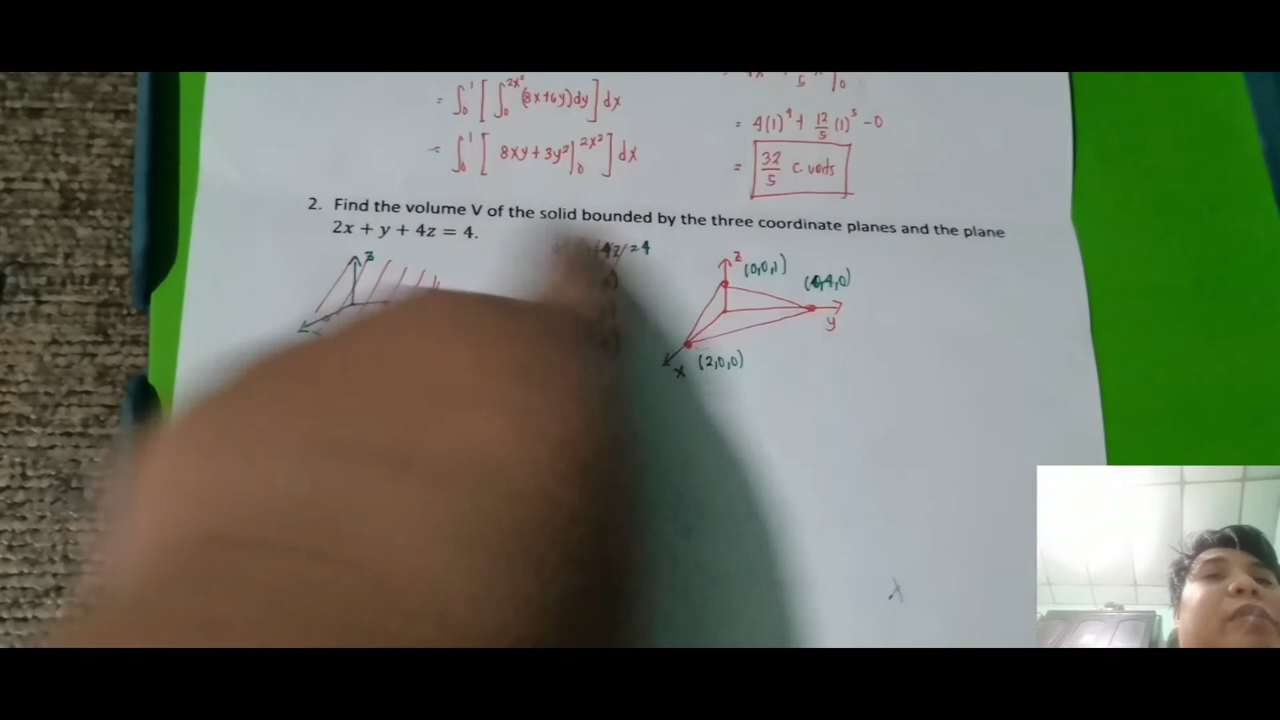 = ∫₀¹ [ ∫₀^{2x²} (8x+6y)dy ] dx
= ∫₀¹ [ 8xy + 3y² |₀^{2x²} ] dx
5 | 0
= 4(1)⁴ + 12/5 (1)⁵ - 0
= 32/5 c. units
2. Find the volume V of the solid bounded by the three coordinate planes and the plane
2x + y + 4z = 4.
z
4z = 4
z
(0,0,1)
(0,4,0)
y
x
(2,0,0)